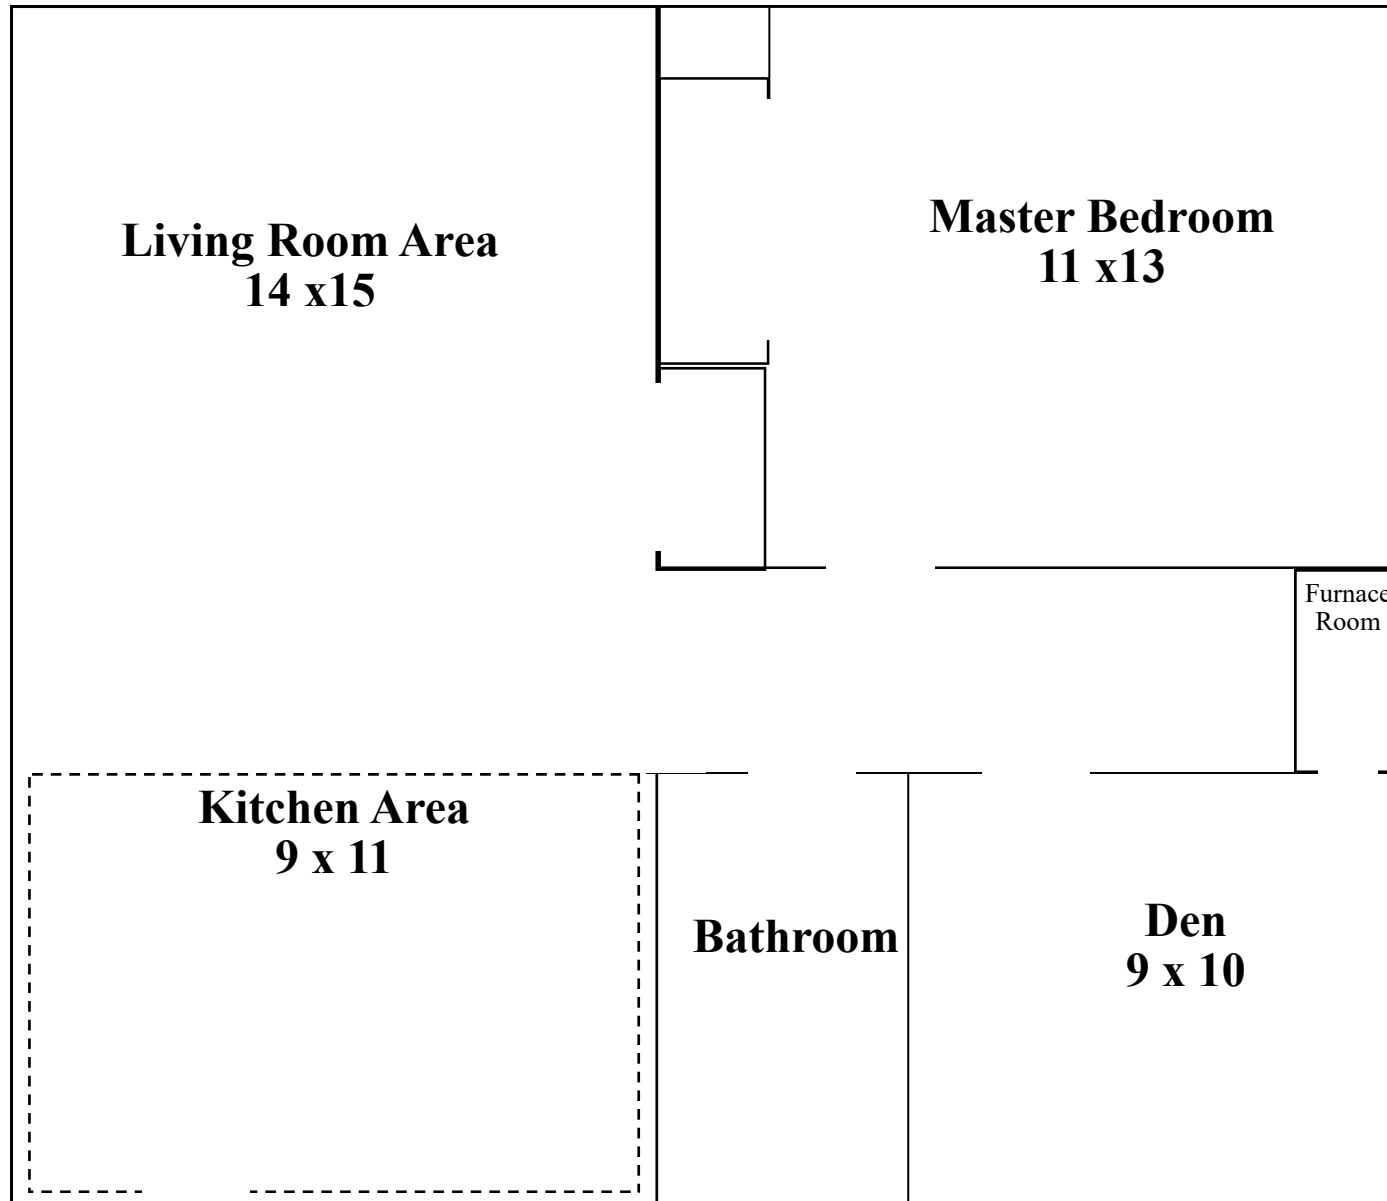 Living Room Area
14 x15
Master Bedroom
11 x13
Furnace
Room
Kitchen Area
9 x 11
Bathroom
Den
9 x 10